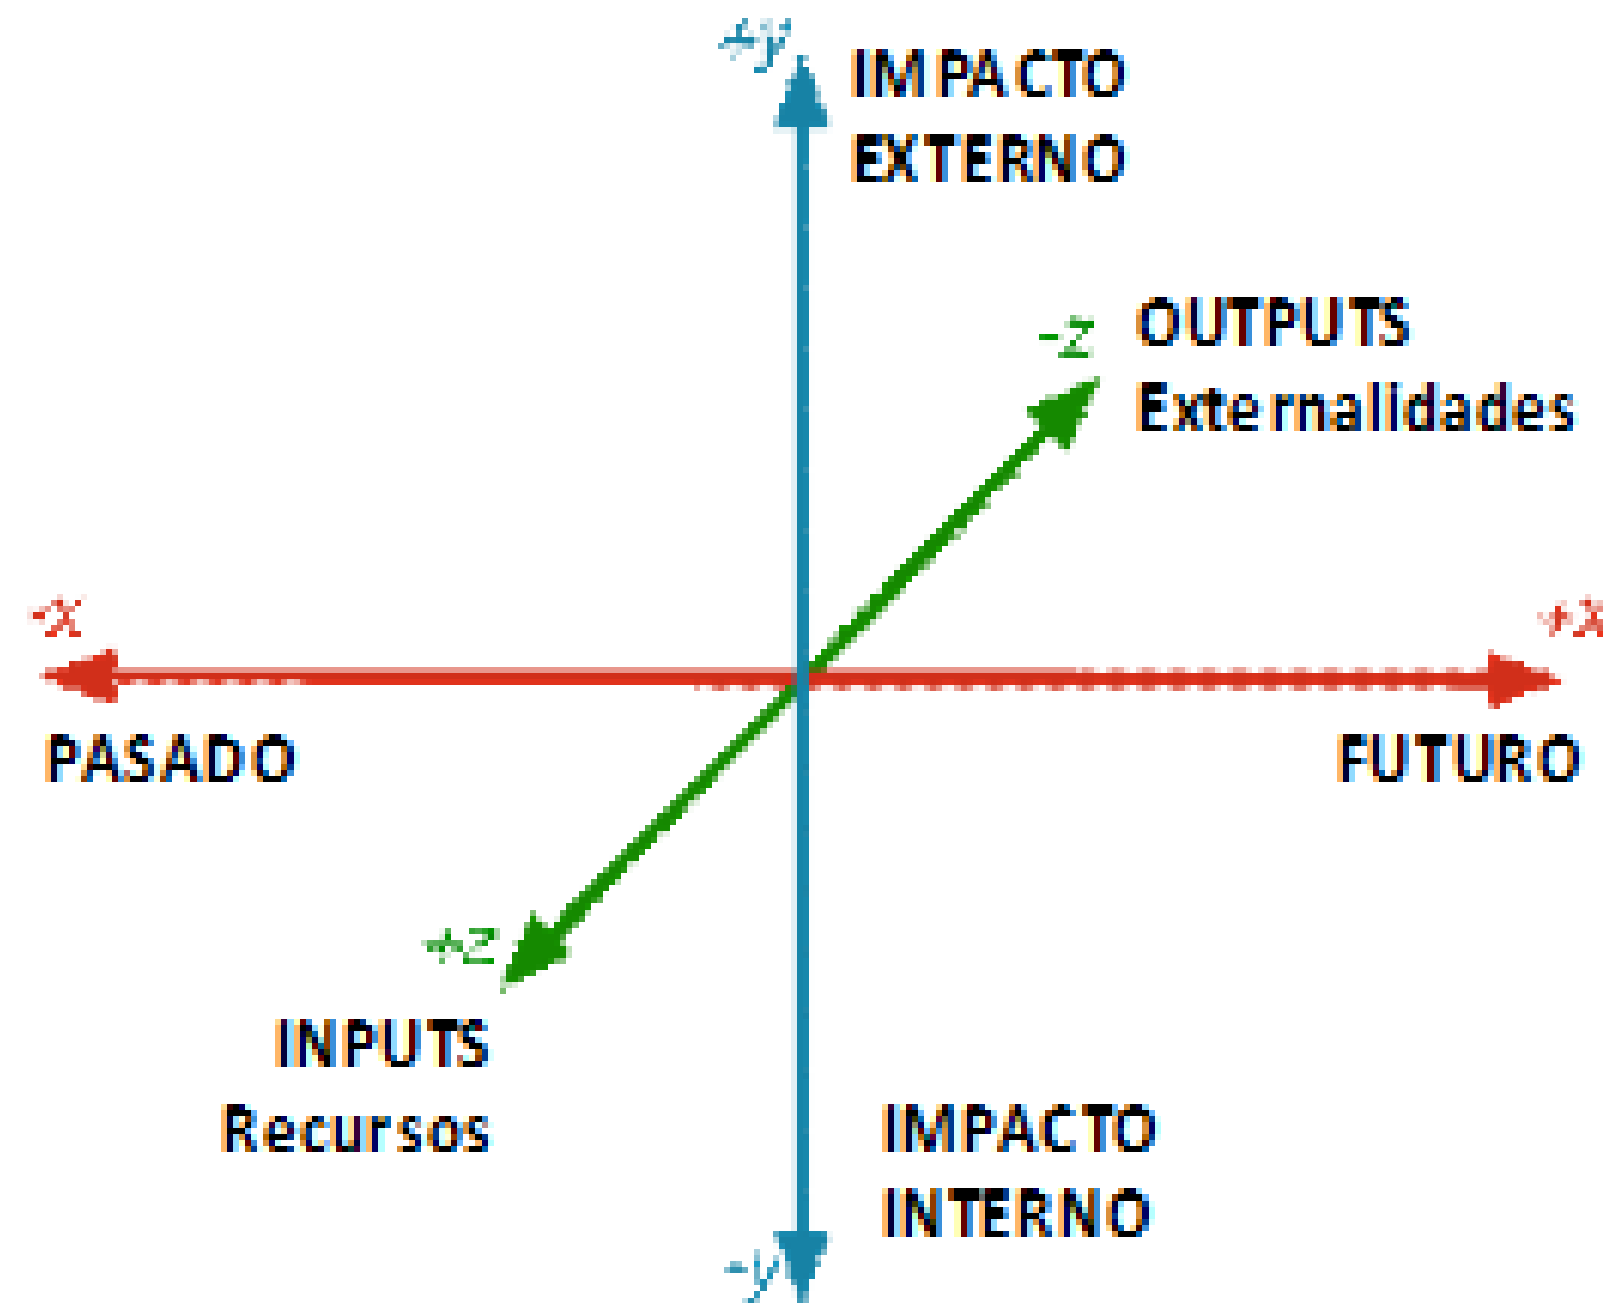 +y
IMPACTO
EXTERNO
-z
OUTPUTS
Externalidades
-x
+x
PASADO
FUTURO
+z
INPUTS
Recursos
IMPACTO
INTERNO
-y